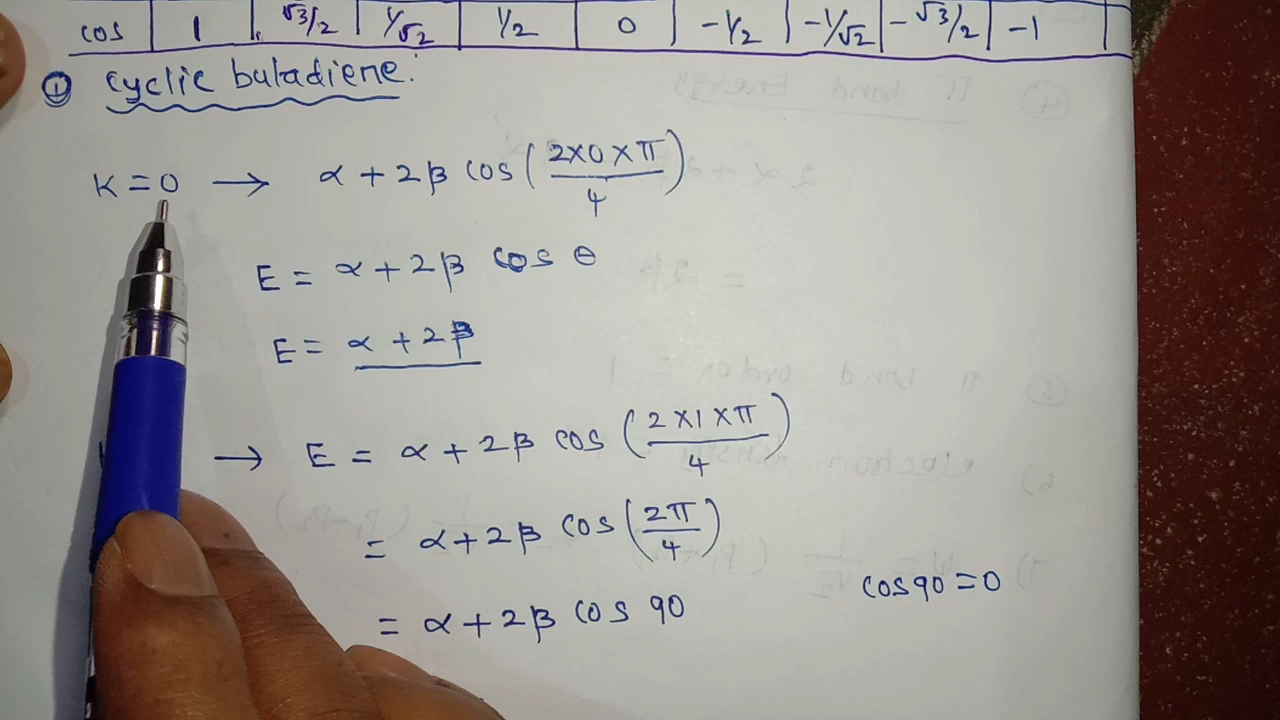 cos 1 √3/2 1/√2 1/2 0 -1/2 -1/√2 -√3/2 -1
① cyclic butadiene:
K = 0 → α + 2β cos (2×0×π / 4)
E = α + 2β cos θ
E = α + 2β
→ E = α + 2β cos (2×1×π / 4)
= α + 2β cos (2π / 4)
cos 90 = 0
= α + 2β cos 90